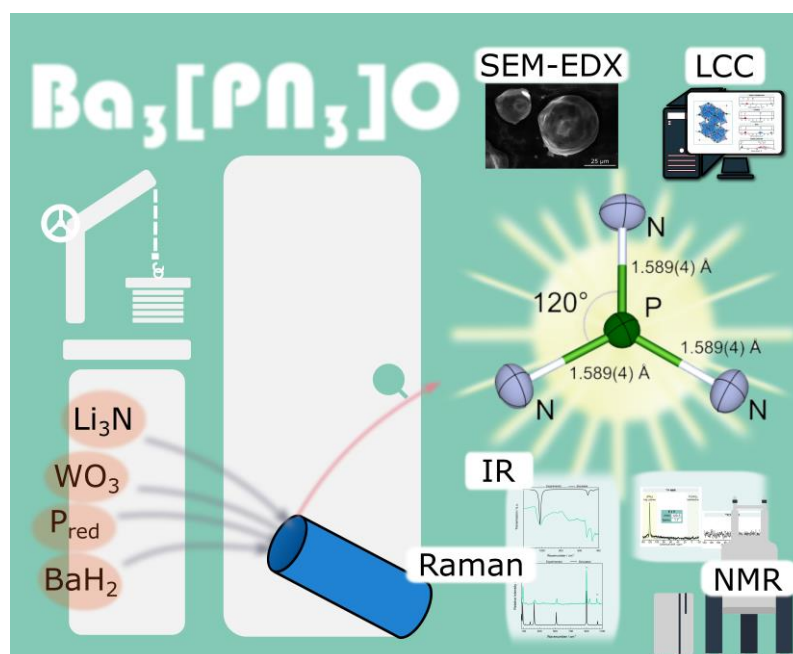 Ba₃[PN₃]O
SEM-EDX
LCC
25 µm
N
1.589(4) Å
120°
P
1.589(4) Å
1.589(4) Å
N
N
Li₃N
WO₃
P_red
BaH₂
IR
Raman
NMR